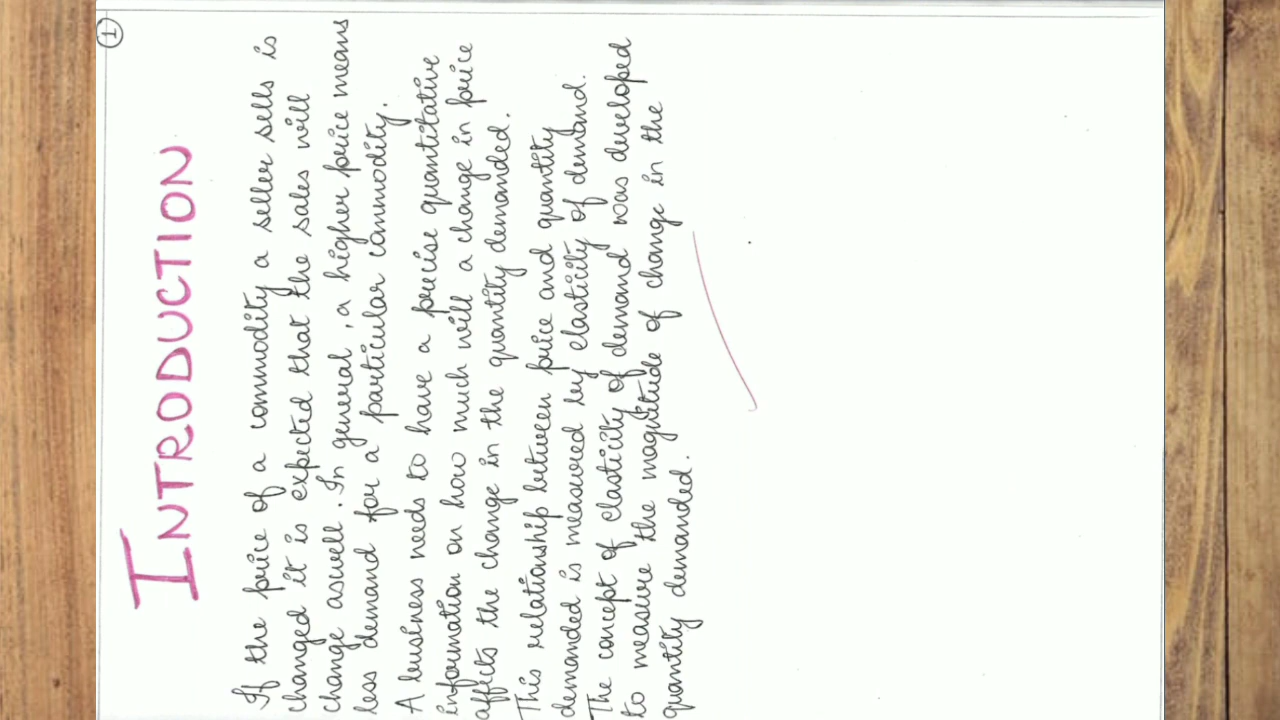 1
INTRODUCTION
If the price of a commodity a seller sells is
changed it is expected that the sales will
change aswell. In general, a higher price means
less demand for a particular commodity.
A business needs to have a precise quantitative
information on how much will a change in price
affects the change in the quantity demanded.
This relationship between price and quantity
demanded is measured by elasticity of demand.
The concept of elasticity of demand was developed
to measure the magnitude of change in the
quantity demanded.